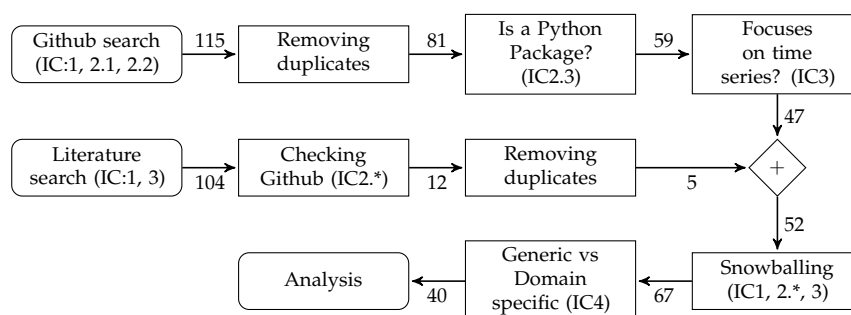 Github search
(IC:1, 2.1, 2.2)
115
Removing
duplicates
81
Is a Python
Package?
(IC2.3)
59
Focuses
on time
series? (IC3)
47
Literature
search (IC:1, 3)
104
Checking
Github (IC2.*)
12
Removing
duplicates
5
+
52
Snowballing
(IC1, 2.*, 3)
67
Generic vs
Domain
specific (IC4)
40
Analysis